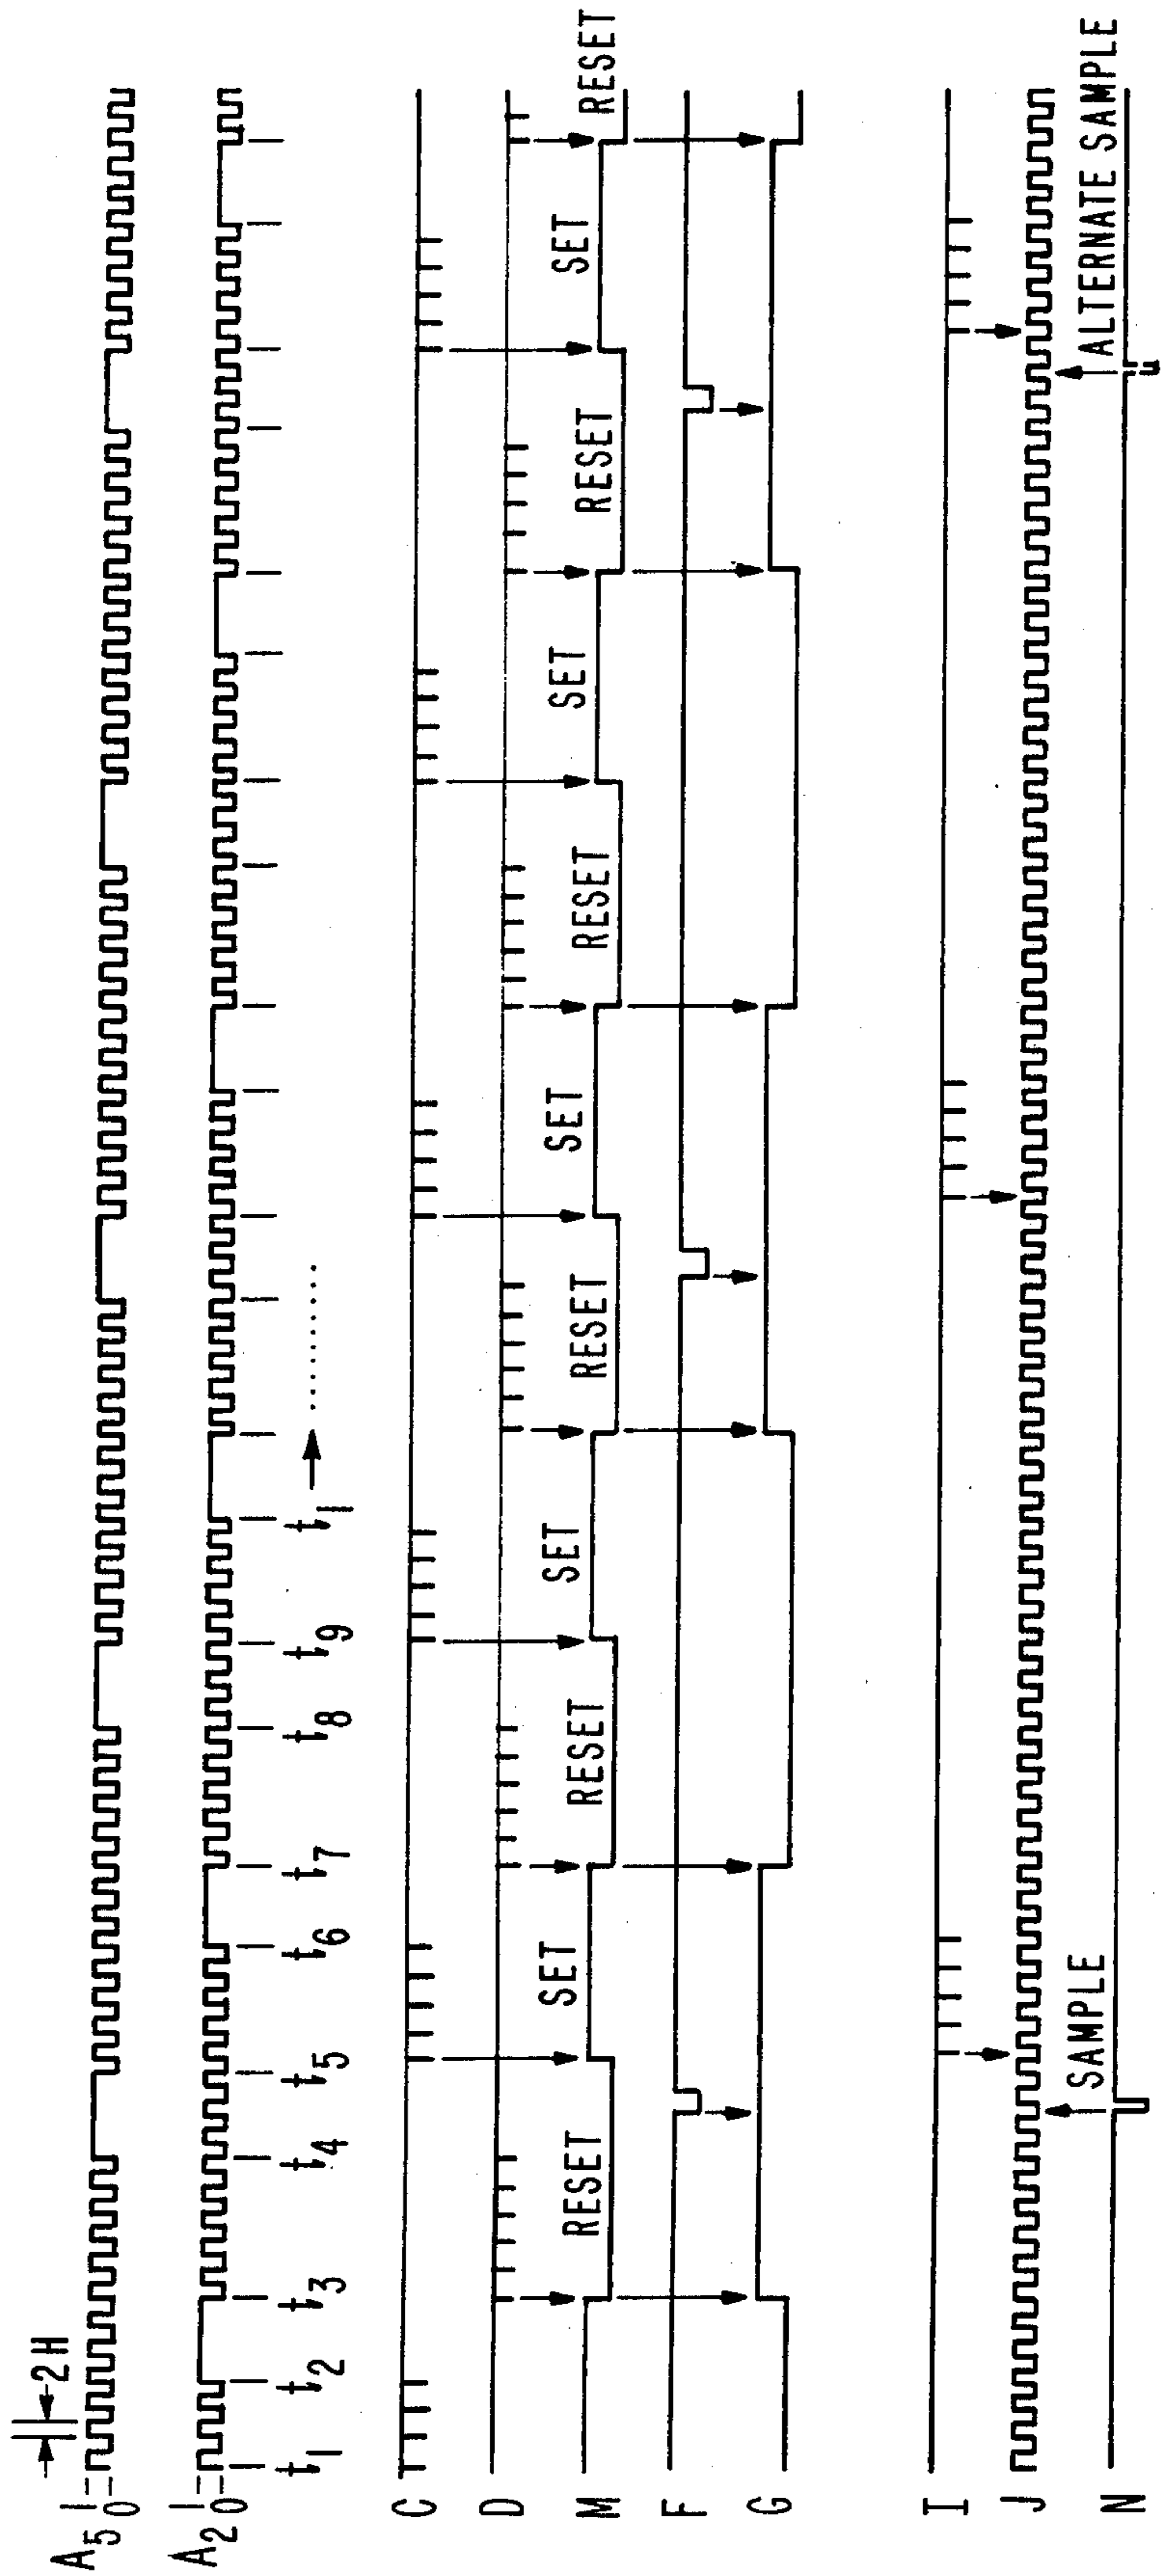 2H
A5 1 0
A2 1 0
t1 t2 t3 t4 t5 t6 t7 t8 t9 t1
C
D
M RESET SET RESET SET RESET SET RESET SET RESET SET RESET
F
G
I
J
SAMPLE ALTERNATE SAMPLE
N